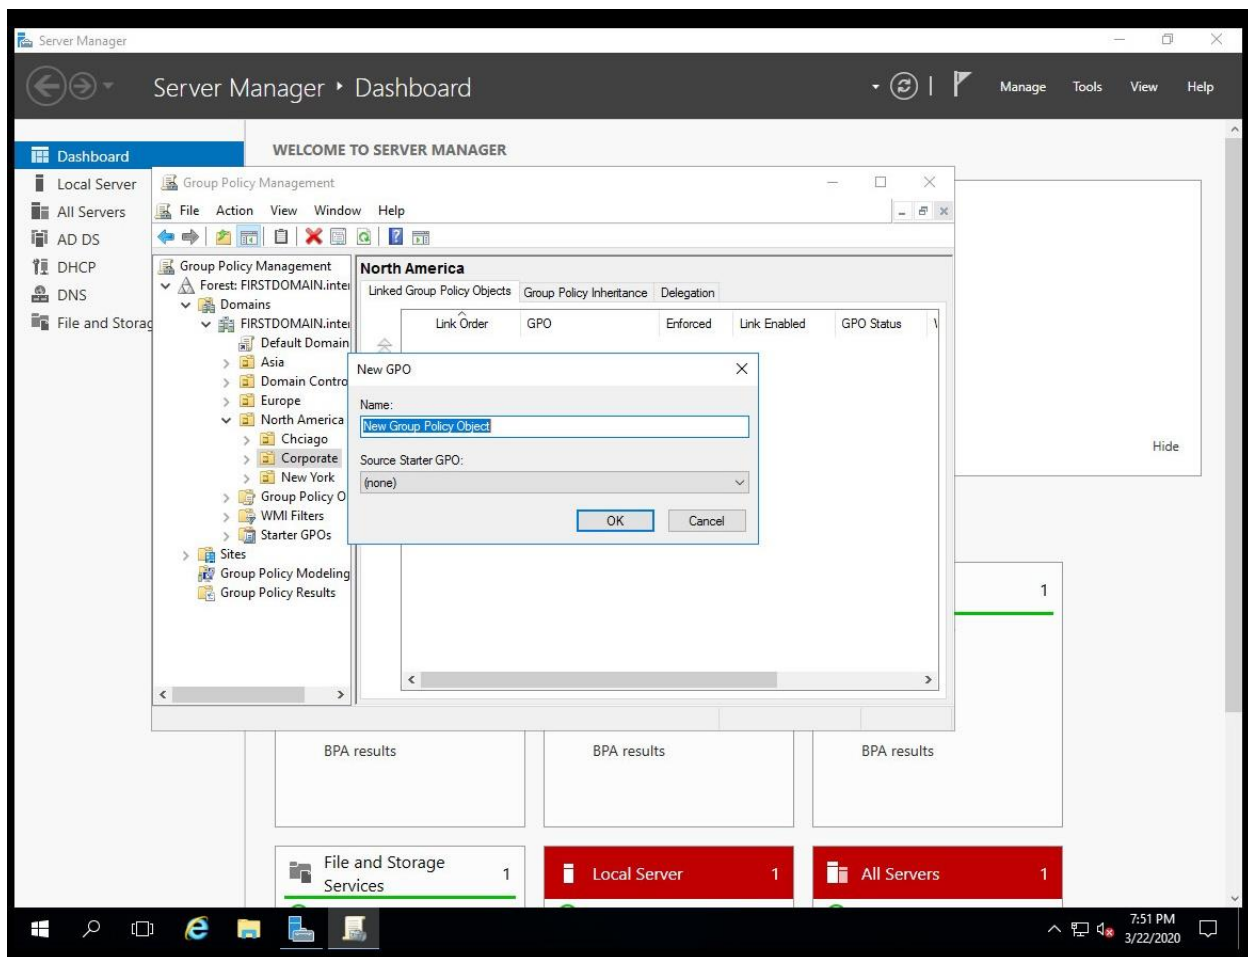 Server Manager
Server Manager • Dashboard
Manage Tools View Help
Dashboard
Local Server
All Servers
AD DS
DHCP
DNS
File and Storag
WELCOME TO SERVER MANAGER
Group Policy Management
File Action View Window Help
Group Policy Management
Forest: FIRSTDOMAIN.inter
Domains
FIRSTDOMAIN.inter
Default Domain
Asia
Domain Contro
Europe
North America
Chciago
Corporate
New York
Group Policy O
WMI Filters
Starter GPOs
Sites
Group Policy Modeling
Group Policy Results
North America
Linked Group Policy Objects Group Policy Inheritance Delegation
Link Order GPO Enforced Link Enabled GPO Status
New GPO
Name:
New Group Policy Object
Source Starter GPO:
(none)
OK Cancel
Hide
1
BPA results BPA results BPA results
File and Storage
Services 1
Local Server 1
All Servers 1
7:51 PM
3/22/2020